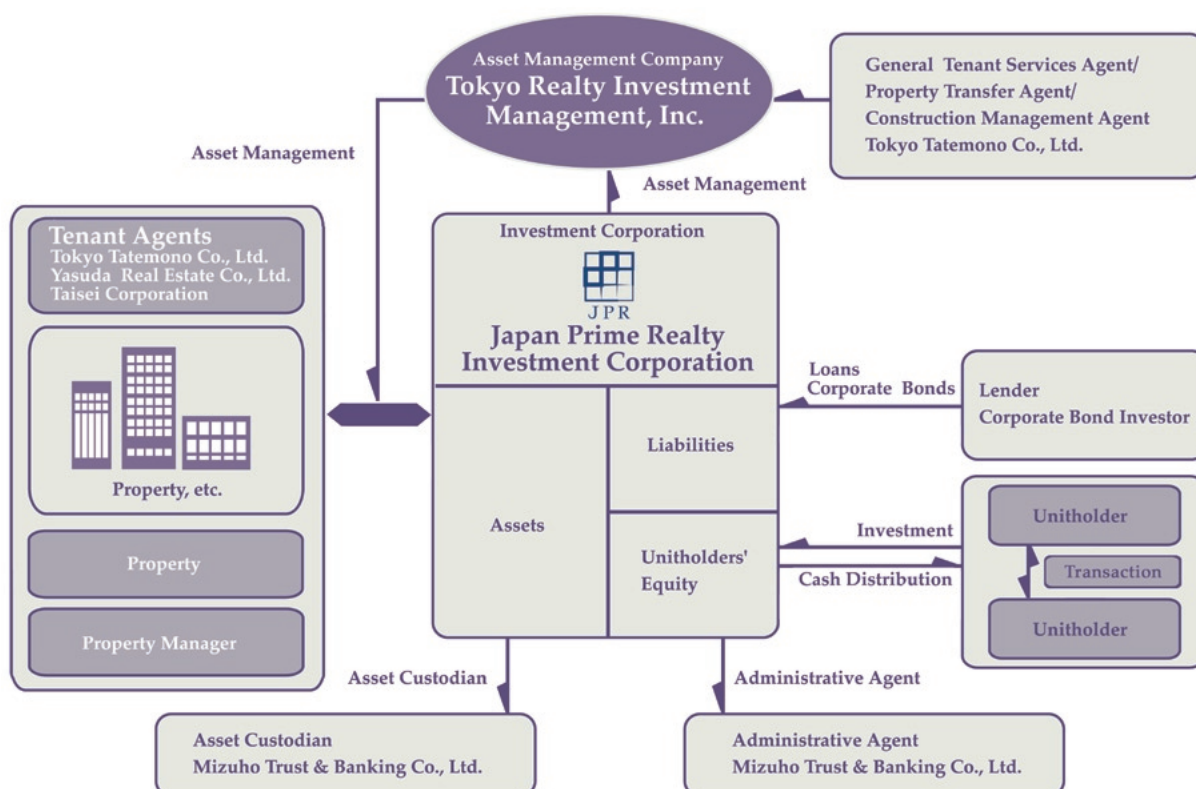 Asset Management Company
Tokyo Realty Investment
Management, Inc.
General Tenant Services Agent/
Property Transfer Agent/
Construction Management Agent
Tokyo Tatemono Co., Ltd.
Asset Management
Asset Management
Tenant Agents
Tokyo Tatemono Co., Ltd.
Yasuda Real Estate Co., Ltd.
Taisei Corporation
Property, etc.
Property
Property Manager
Investment Corporation
JPR
Japan Prime Realty
Investment Corporation
Assets
Liabilities
Unitholders'
Equity
Loans
Corporate Bonds
Lender
Corporate Bond Investor
Investment
Cash Distribution
Unitholder
Transaction
Unitholder
Asset Custodian
Administrative Agent
Asset Custodian
Mizuho Trust & Banking Co., Ltd.
Administrative Agent
Mizuho Trust & Banking Co., Ltd.